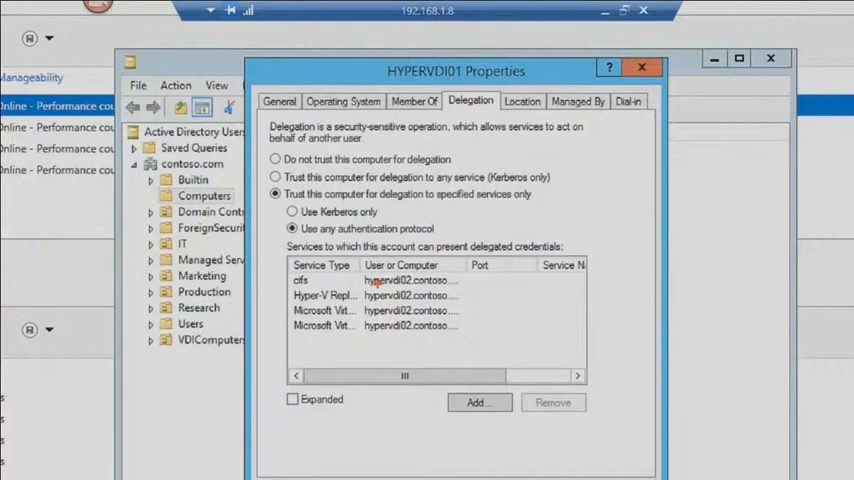 192.168.1.8
Manageability
HYPERVDI01 Properties
?
X
File Action View
General Operating System Member Of Delegation Location Managed By Dial-in
Online - Performance cou
Online - Performance cou
Online - Performance cou
Online - Performance cou
Active Directory Users
Saved Queries
contoso.com
Builtin
Computers
Domain Contr
ForeignSecurit
IT
Managed Serv
Marketing
Production
Research
Users
VDIComputers
Delegation is a security-sensitive operation, which allows services to act on
behalf of another user.
Do not trust this computer for delegation
Trust this computer for delegation to any service (Kerberos only)
Trust this computer for delegation to specified services only
Use Kerberos only
Use any authentication protocol
Services to which this account can present delegated credentials:
Service Type User or Computer Port Service Na
cifs hypervdi02.contoso....
Hyper-V Repl... hypervdi02.contoso....
Microsoft Virt... hypervdi02.contoso....
Microsoft Virt... hypervdi02.contoso....
Expanded
Add...
Remove